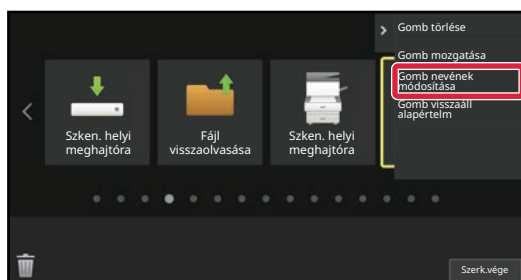 Gomb törlése
Gomb mozgatása
Gomb nevének
módosítása
Gomb visszaáll
alapértelm
Szken. helyi
meghajtóra
Fájl
visszaolvasása
Szken. helyi
meghajtóra
Szerk.vége